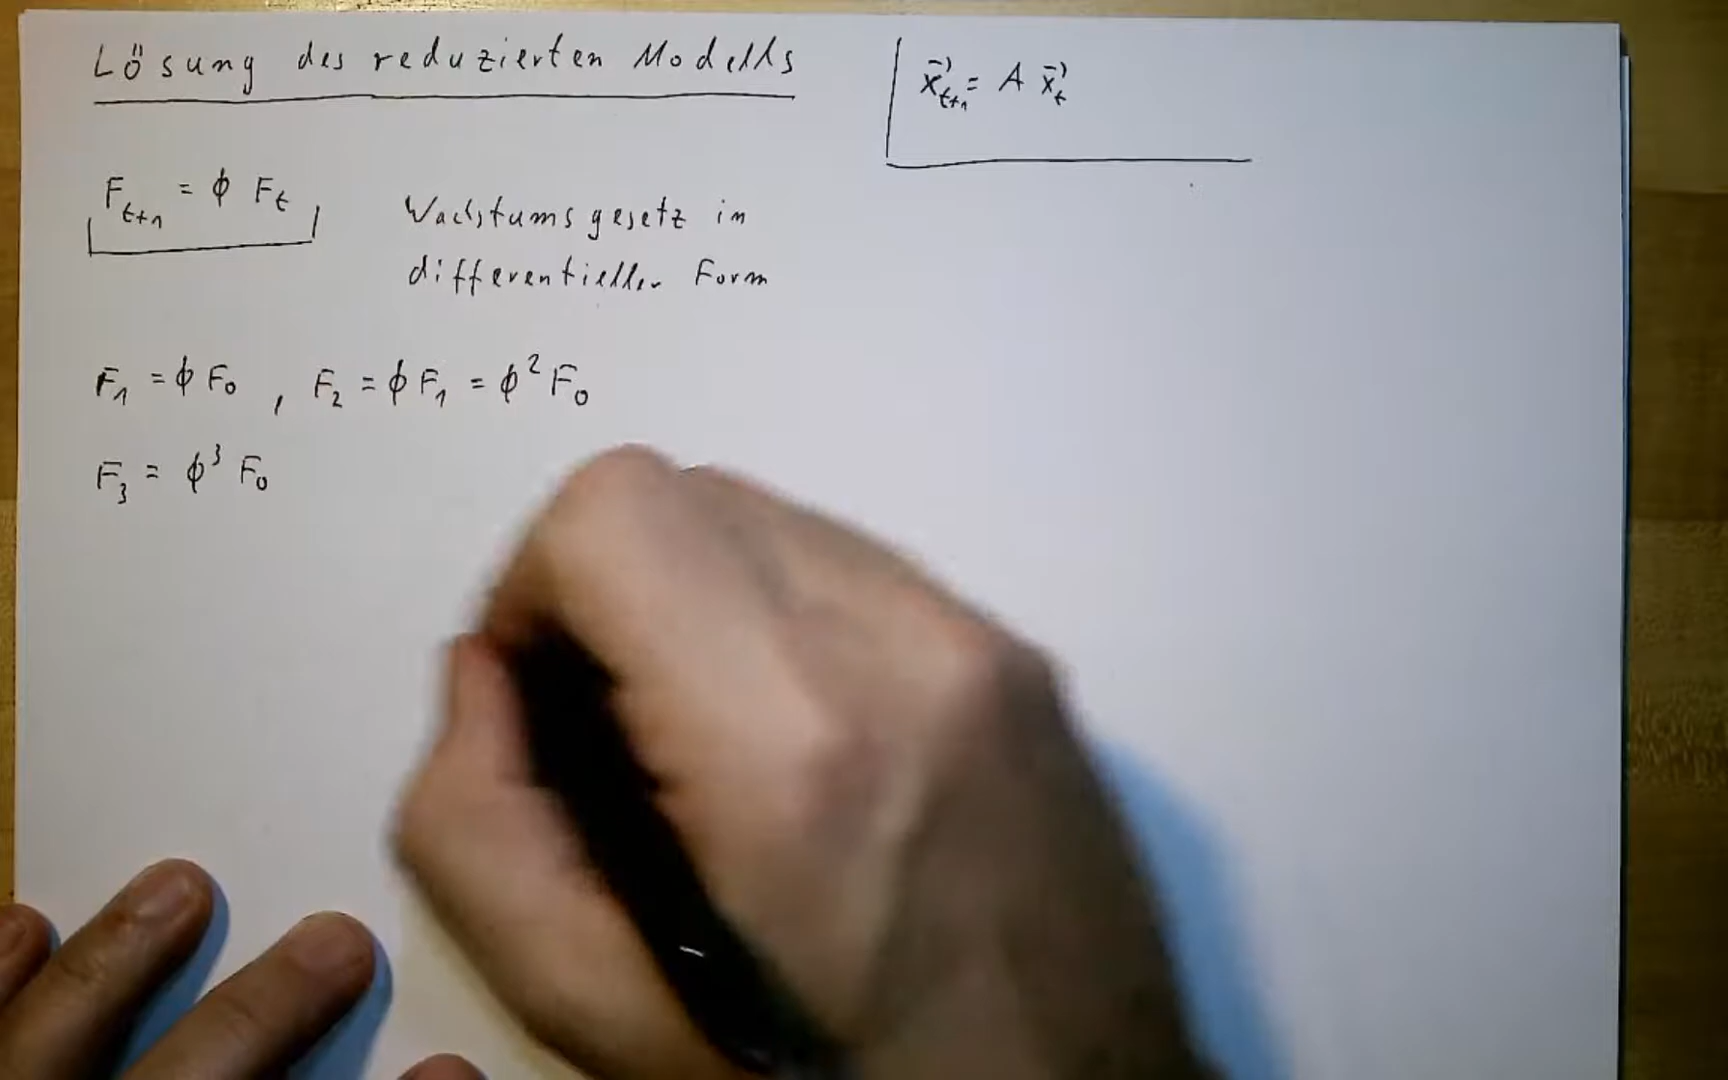 Lösung des reduzierten Modells
x⃗ₜ₊₁ = A x⃗ₜ
Fₜ₊₁ = ϕ Fₜ
Wachstumsgesetz in
differentieller Form
F₁ = ϕ F₀ , F₂ = ϕ F₁ = ϕ² F₀
F₃ = ϕ³ F₀